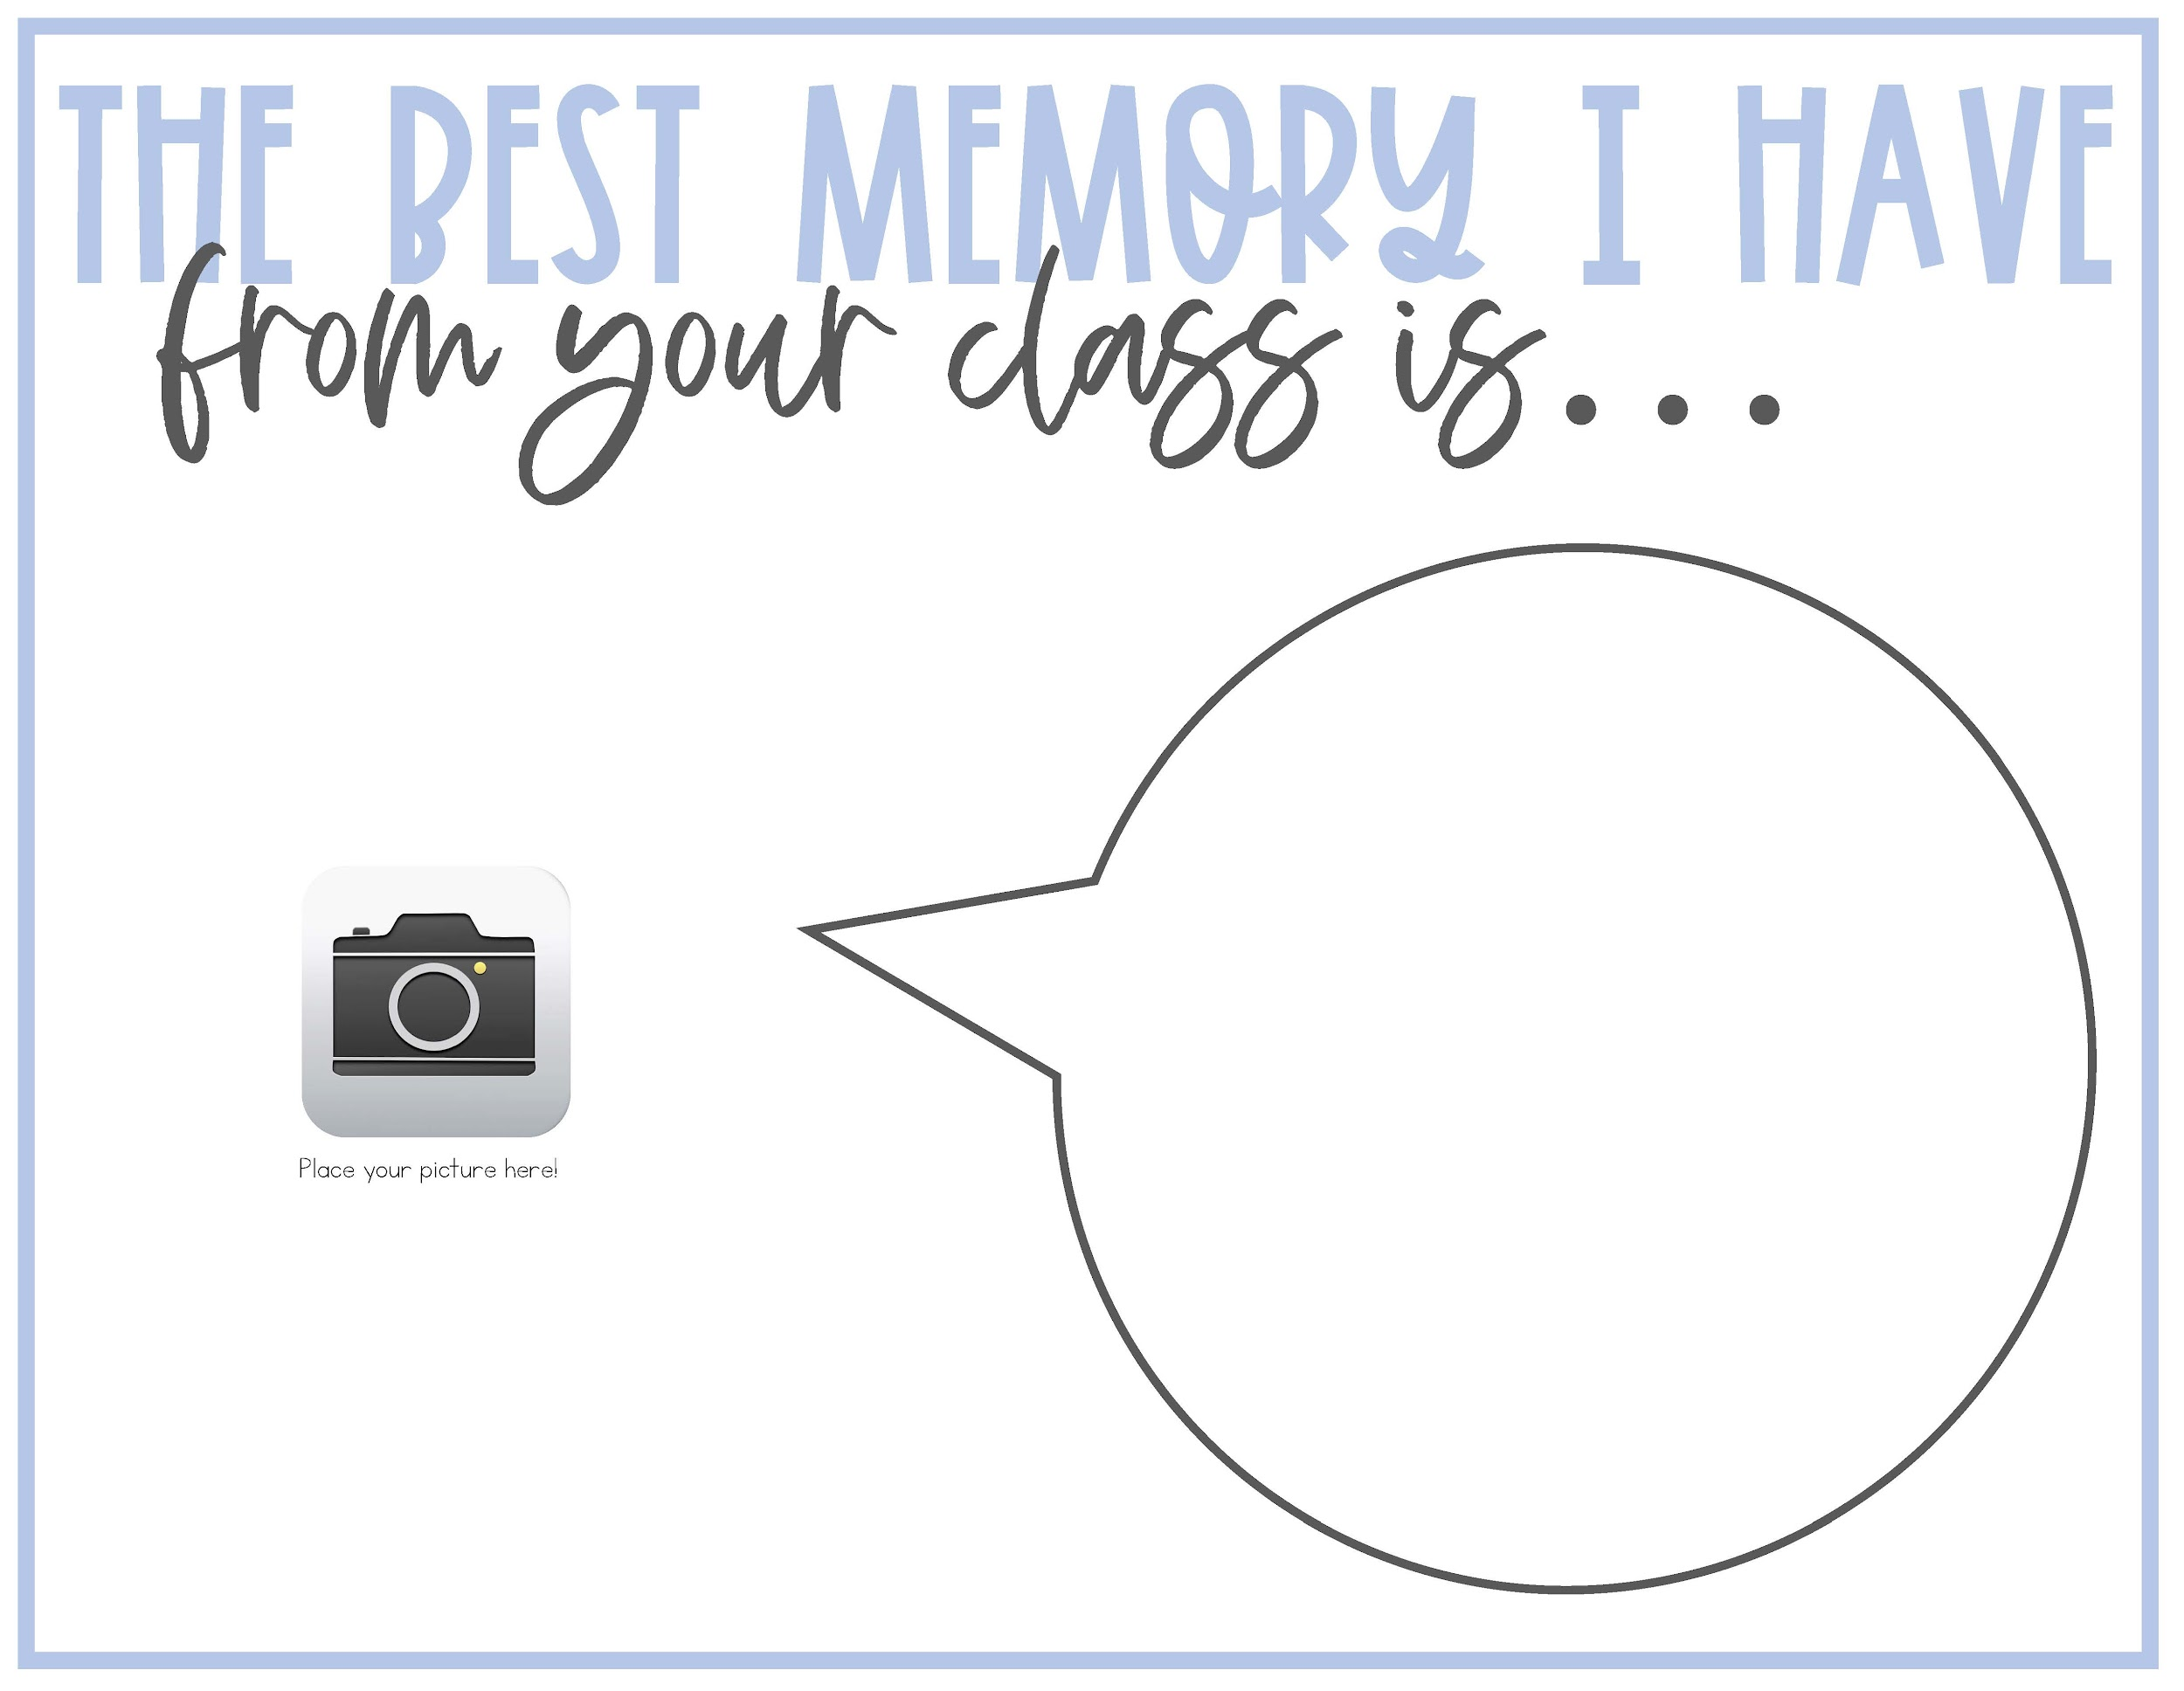 THE BEST MEMORY I HAVE
from your class is...
Place your picture here!